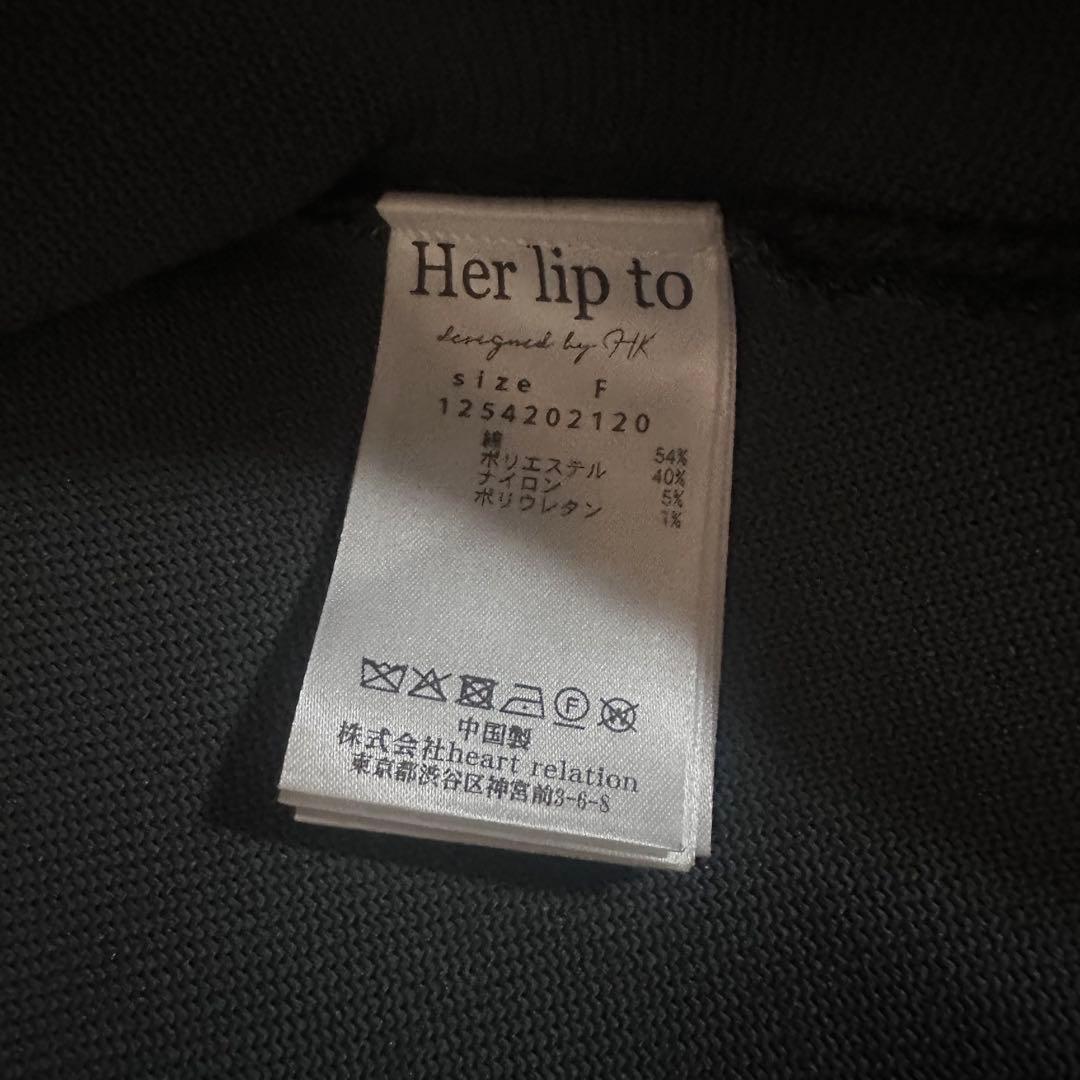 Her lip to
designed by HK
size F
1254202120
綿 54%
ポリエステル 40%
ナイロン 5%
ポリウレタン 1%
F
W
中国製
株式会社heart relation
東京都渋谷区神宮前3-6-8